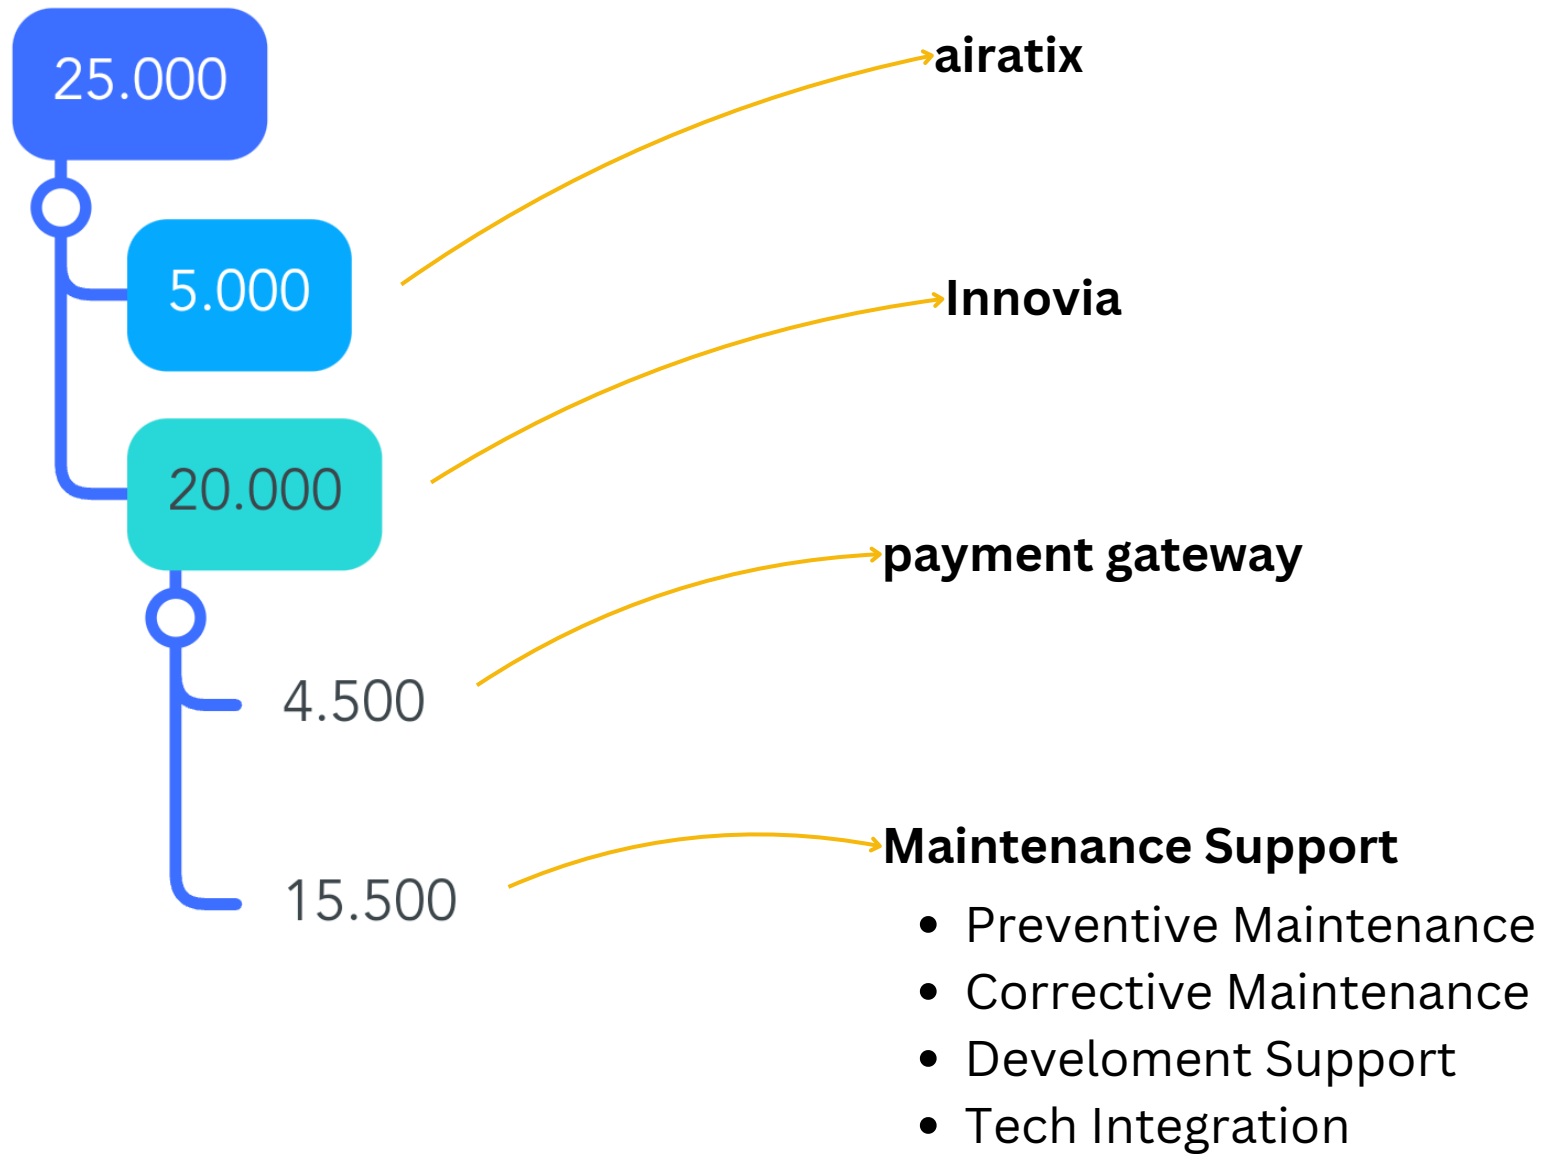 25.000
airatix
5.000
Innovia
20.000
payment gateway
4.500
Maintenance Support
15.500
• Preventive Maintenance
• Corrective Maintenance
• Develoment Support
• Tech Integration